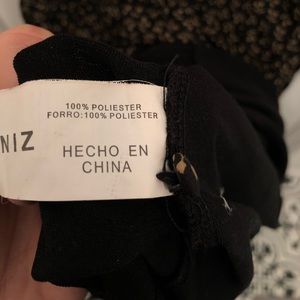 100% POLIESTER
FORRO:100% POLIESTER
NIZ
HECHO EN
CHINA